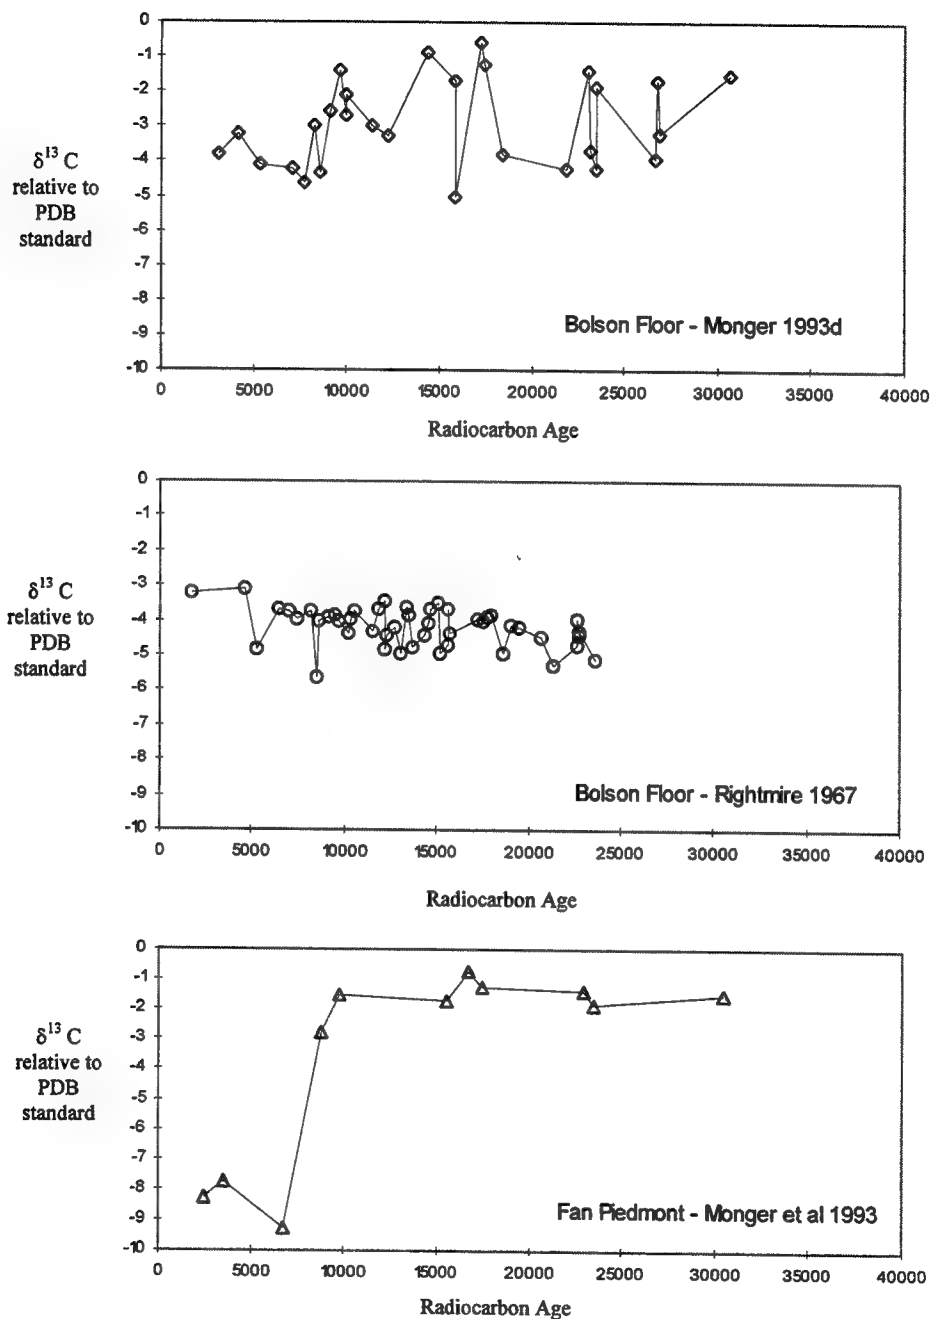 0
-1
-2
-3
-4
-5
-6
-7
-8
-9
-10
δ¹³ C
relative to
PDB
standard
Bolson Floor - Monger 1993d
0 5000 10000 15000 20000 25000 30000 35000 40000
Radiocarbon Age
0
-1
-2
-3
-4
-5
-6
-7
-8
-9
-10
δ¹³ C
relative to
PDB
standard
Bolson Floor - Rightmire 1967
0 5000 10000 15000 20000 25000 30000 35000 40000
Radiocarbon Age
0
-1
-2
-3
-4
-5
-6
-7
-8
-9
-10
δ¹³ C
relative to
PDB
standard
Fan Piedmont - Monger et al 1993
0 5000 10000 15000 20000 25000 30000 35000 40000
Radiocarbon Age